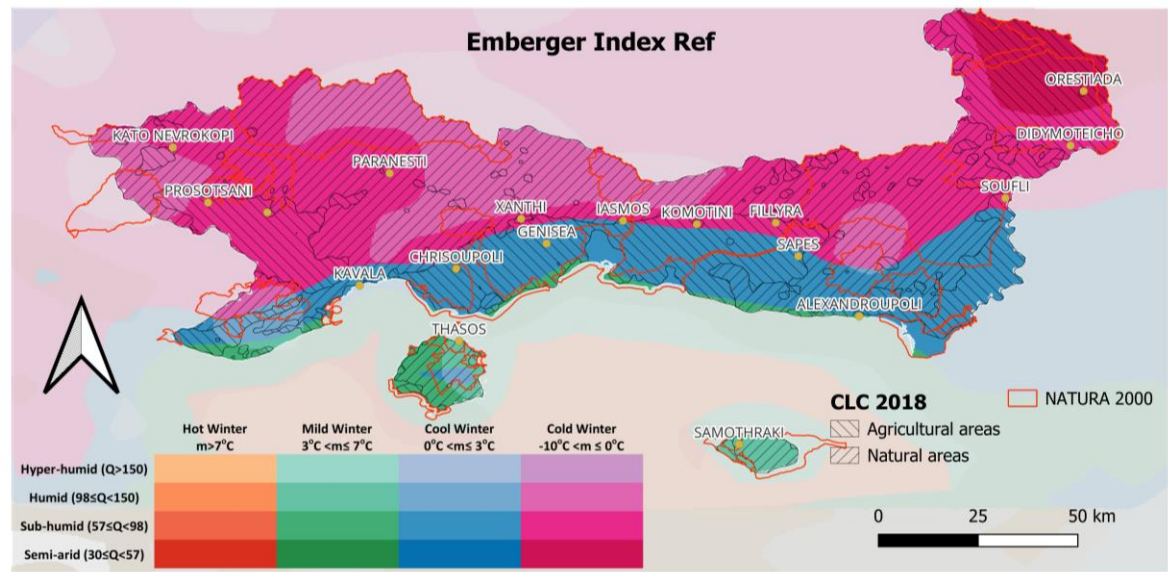 Emberger Index Ref
ORESTIADA
DIDYMOTEICHO
KATO NEVROKOPI
PARANESTI
PROSOTSANI
SOUFLI
XANTHI
IASMOS
KOMOTINI
FILLYRA
GENISEA
SAPES
CHRISOUPOLI
KAVALA
ALEXANDROUPOLI
THASOS
SAMOTHRAKI
CLC 2018
Agricultural areas
Natural areas
NATURA 2000
0 25 50 km
Hot Winter Mild Winter Cool Winter Cold Winter
m>7°C 3°C <m≤ 7°C 0°C <m≤ 3°C -10°C <m ≤ 0°C
Hyper-humid (Q>150)
Humid (98≤Q<150)
Sub-humid (57≤Q<98)
Semi-arid (30≤Q<57)